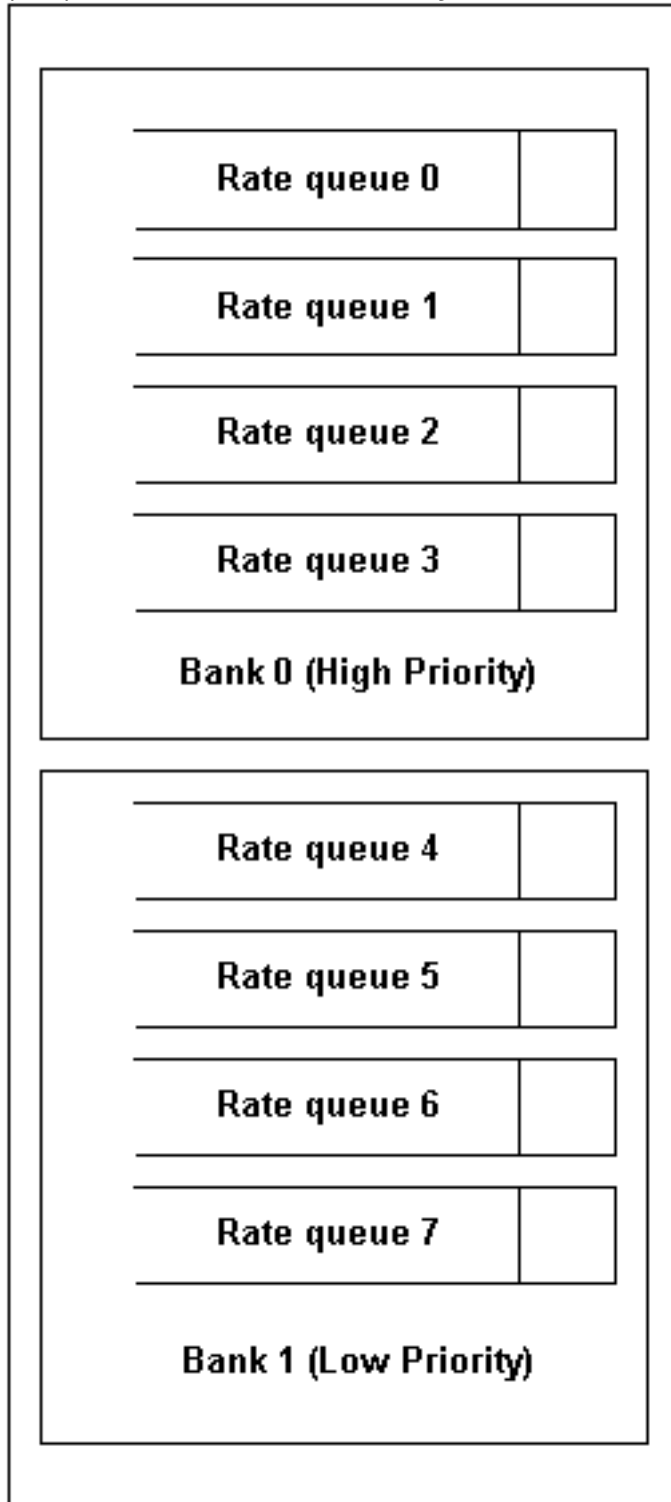 Rate queue 0
Rate queue 1
Rate queue 2
Rate queue 3
Bank 0 (High Priority)
Rate queue 4
Rate queue 5
Rate queue 6
Rate queue 7
Bank 1 (Low Priority)